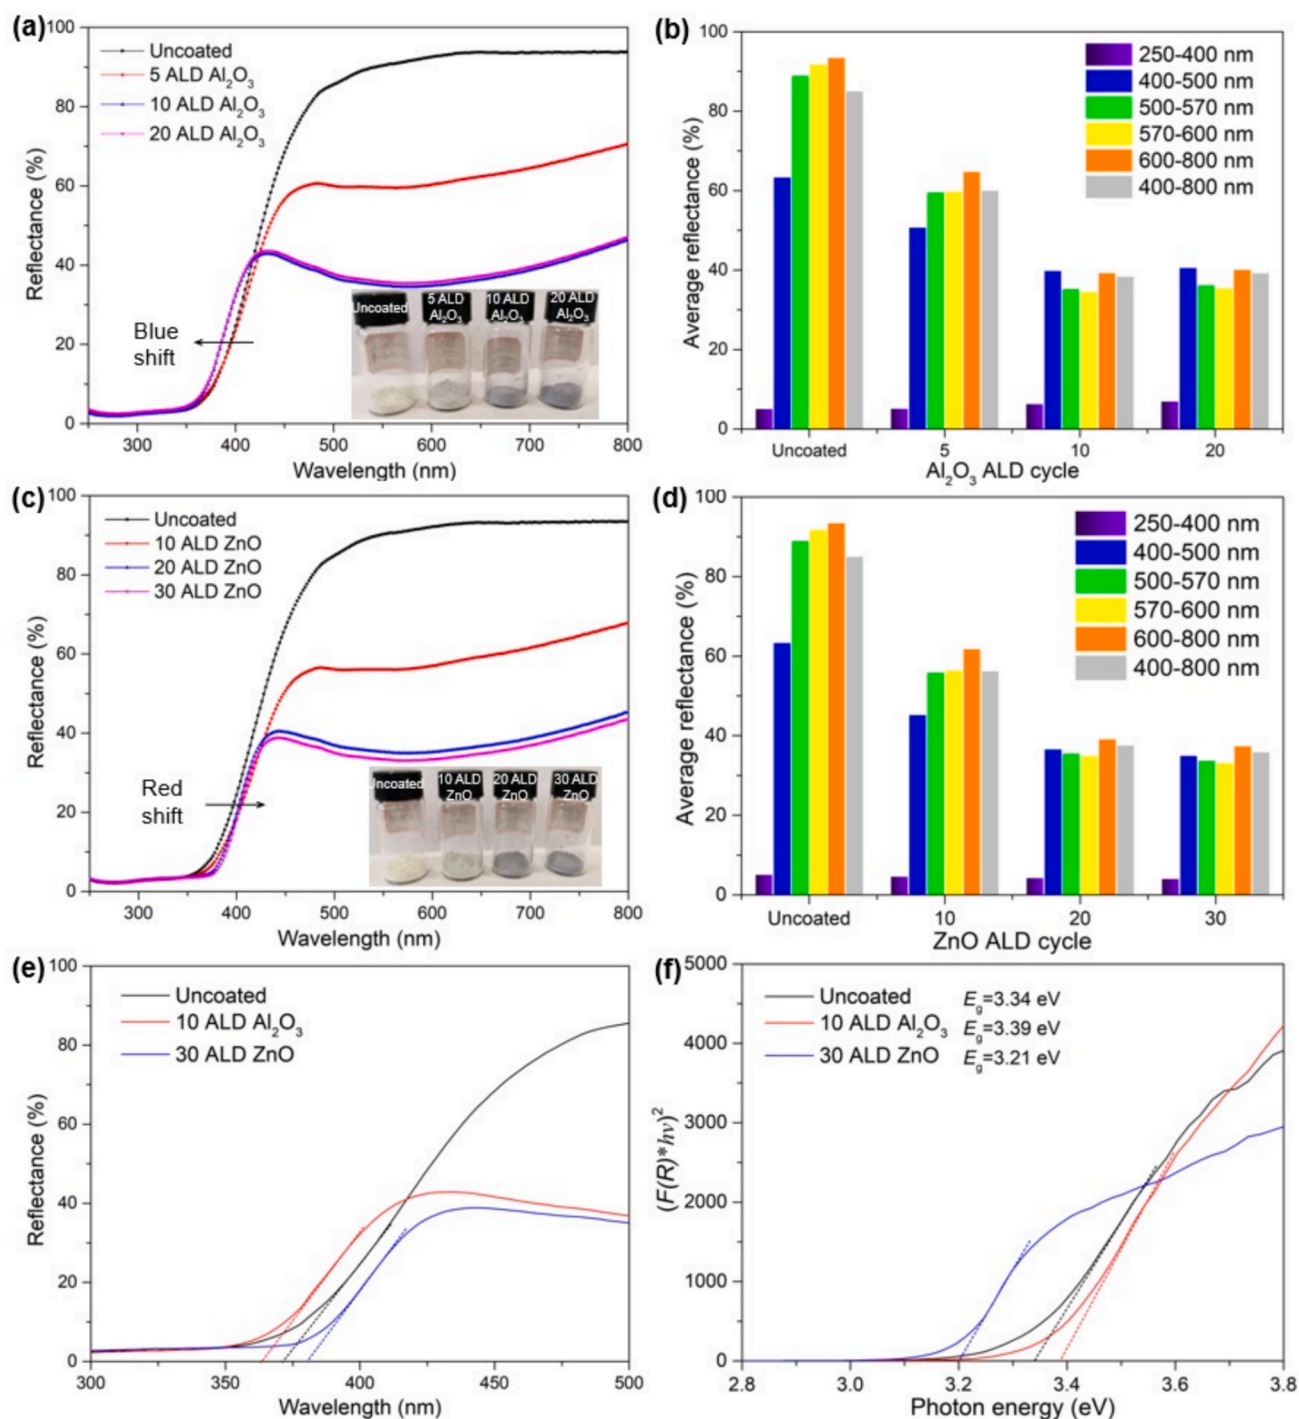 (a)
100
80
60
40
20
0
Reflectance (%)
Uncoated
5 ALD Al₂O₃
10 ALD Al₂O₃
20 ALD Al₂O₃
Blue
shift
Uncoated
5 ALD
Al₂O₃
10 ALD
Al₂O₃
20 ALD
Al₂O₃
300 400 500 600 700 800
Wavelength (nm)
(b)
100
80
60
40
20
0
Average reflectance (%)
250-400 nm
400-500 nm
500-570 nm
570-600 nm
600-800 nm
400-800 nm
Uncoated 5 10 20
Al₂O₃ ALD cycle
(c)
100
80
60
40
20
0
Reflectance (%)
Uncoated
10 ALD ZnO
20 ALD ZnO
30 ALD ZnO
Red
shift
Uncoated
10 ALD
ZnO
20 ALD
ZnO
30 ALD
ZnO
300 400 500 600 700 800
Wavelength (nm)
(d)
100
80
60
40
20
0
Average reflectance (%)
250-400 nm
400-500 nm
500-570 nm
570-600 nm
600-800 nm
400-800 nm
Uncoated 10 20 30
ZnO ALD cycle
(e)
100
80
60
40
20
0
Reflectance (%)
Uncoated
10 ALD Al₂O₃
30 ALD ZnO
300 350 400 450 500
Wavelength (nm)
(f)
5000
4000
3000
2000
1000
0
(F(R)*hν)²
Uncoated E_g=3.34 eV
10 ALD Al₂O₃ E_g=3.39 eV
30 ALD ZnO E_g=3.21 eV
2.8 3.0 3.2 3.4 3.6 3.8
Photon energy (eV)